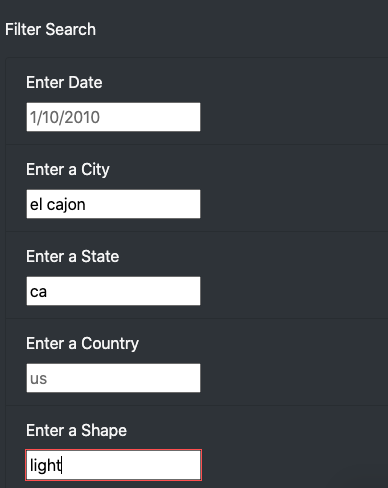 Filter Search
Enter Date
1/10/2010
Enter a City
el cajon
Enter a State
ca
Enter a Country
us
Enter a Shape
light